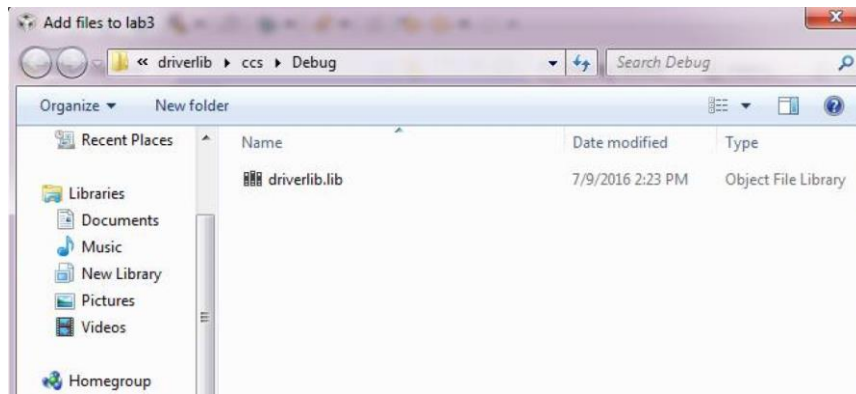 Add files to lab3
« driverlib ▸ ccs ▸ Debug
Search Debug
Organize
New folder
Recent Places
Libraries
Documents
Music
New Library
Pictures
Videos
Homegroup
Name
Date modified
Type
driverlib.lib
7/9/2016 2:23 PM
Object File Library